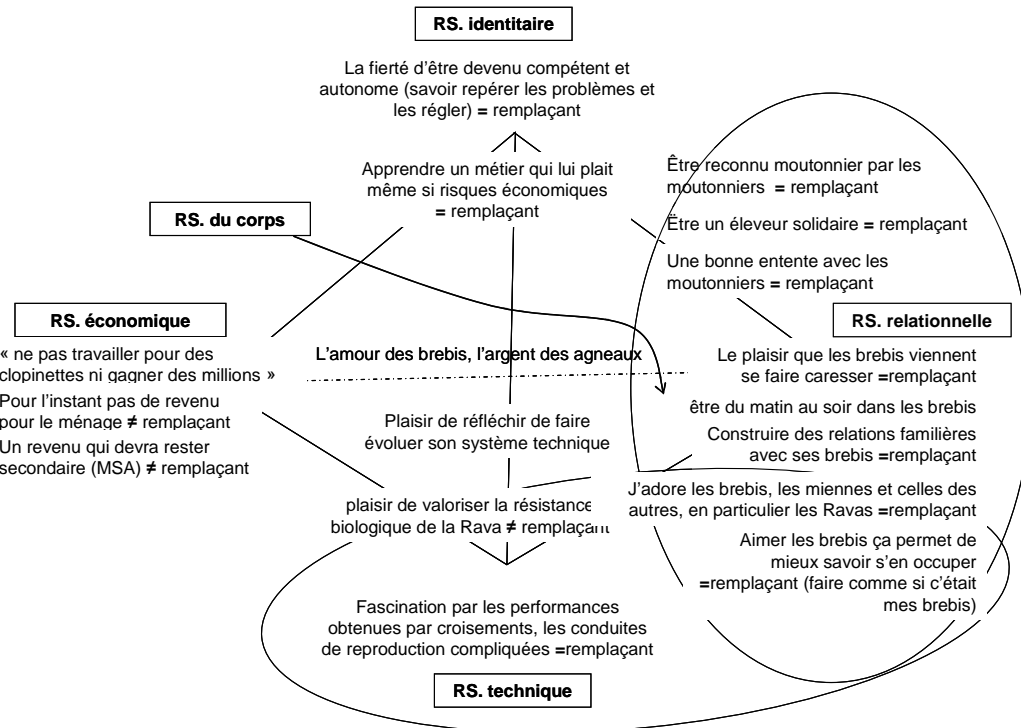 RS. identitaire
La fierté d'être devenu compétent et
autonome (savoir repérer les problèmes et
les régler) = remplaçant
Apprendre un métier qui lui plait
même si risques économiques
= remplaçant
Être reconnu moutonnier par les
moutonniers = remplaçant
Ëtre un éleveur solidaire = remplaçant
Une bonne entente avec les
moutonniers = remplaçant
RS. du corps
RS. économique
« ne pas travailler pour des
clopinettes ni gagner des millions »
Pour l'instant pas de revenu
pour le ménage ≠ remplaçant
Un revenu qui devra rester
secondaire (MSA) ≠ remplaçant
L'amour des brebis, l'argent des agneaux
RS. relationnelle
Le plaisir que les brebis viennent
se faire caresser =remplaçant
être du matin au soir dans les brebis
Construire des relations familières
avec ses brebis =remplaçant
J'adore les brebis, les miennes et celles des
autres, en particulier les Ravas =remplaçant
Aimer les brebis ça permet de
mieux savoir s'en occuper
=remplaçant (faire comme si c'était
mes brebis)
Plaisir de réfléchir de faire
évoluer son système technique
plaisir de valoriser la résistance
biologique de la Rava ≠ remplaçant
Fascination par les performances
obtenues par croisements, les conduites
de reproduction compliquées =remplaçant
RS. technique